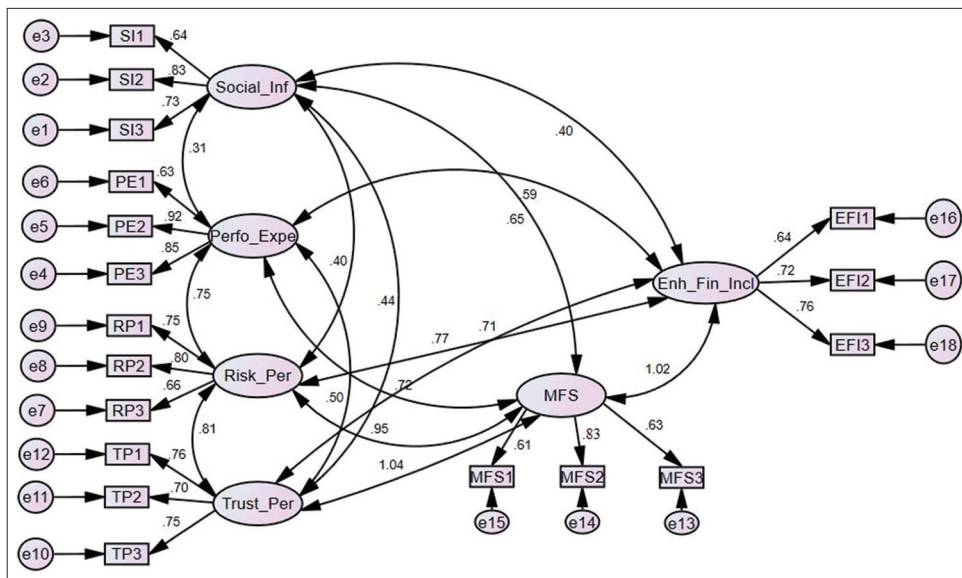 e3 SI1 .64
e2 SI2 .83 Social_Inf
e1 SI3 .73
.31
.40
e6 PE1 .63
e5 PE2 .92 Perfo_Expe
e4 PE3 .85
.59
.65
.40
.44
.75
e9 RP1 .75
e8 RP2 .80 Risk_Per
e7 RP3 .66
.77 .71
.72
.50
.95
.81
1.04
1.02
e12 TP1 .76
e11 TP2 .70 Trust_Per
e10 TP3 .75
Enh_Fin_Incl
.64 EFI1 e16
.72 EFI2 e17
.76 EFI3 e18
MFS
.61 .83 .63
MFS1 MFS2 MFS3
e15 e14 e13